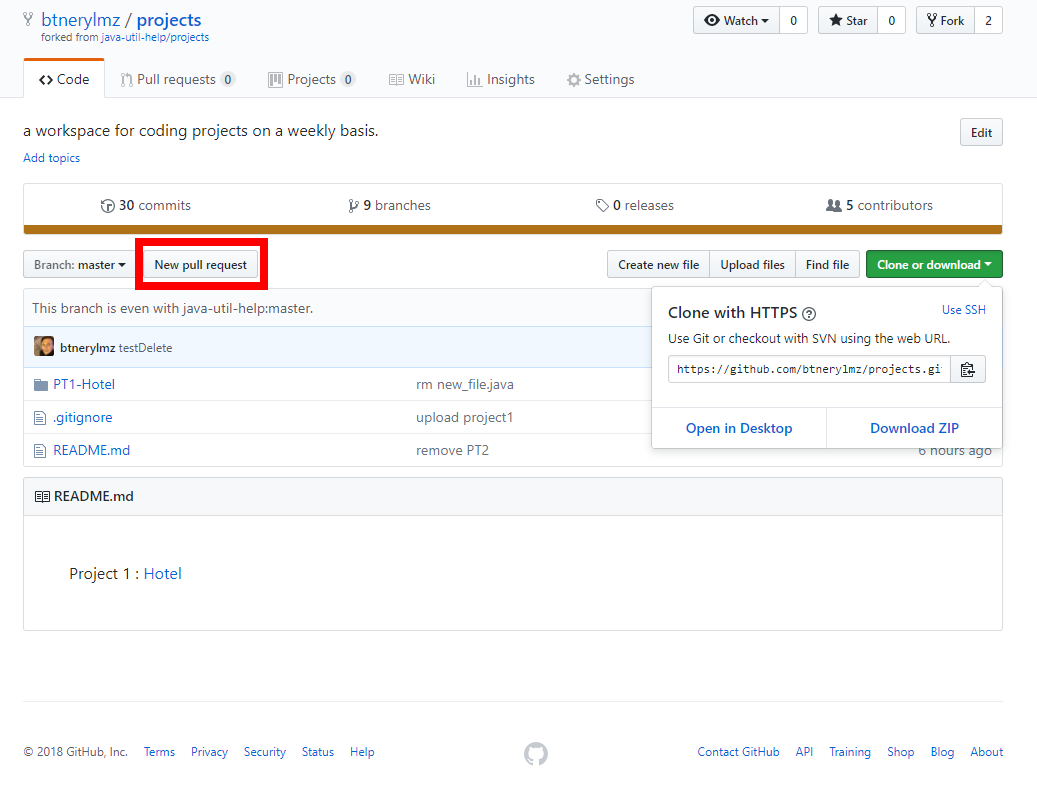 btnerylmz / projects
Watch 0 Star 0 Fork 2
forked from java-util-help/projects
Code Pull requests 0 Projects 0 Wiki Insights Settings
a workspace for coding projects on a weekly basis.
Edit
Add topics
30 commits 9 branches 0 releases 5 contributors
Branch: master New pull request Create new file Upload files Find file Clone or download
This branch is even with java-util-help:master.
Clone with HTTPS ? Use SSH
Use Git or checkout with SVN using the web URL.
https://github.com/btnerylmz/projects.gi
Open in Desktop Download ZIP
btnerylmz testDelete
PT1-Hotel rm new_file.java
.gitignore upload project1
README.md remove PT2 6 hours ago
README.md
Project 1 : Hotel
© 2018 GitHub, Inc. Terms Privacy Security Status Help Contact GitHub API Training Shop Blog About